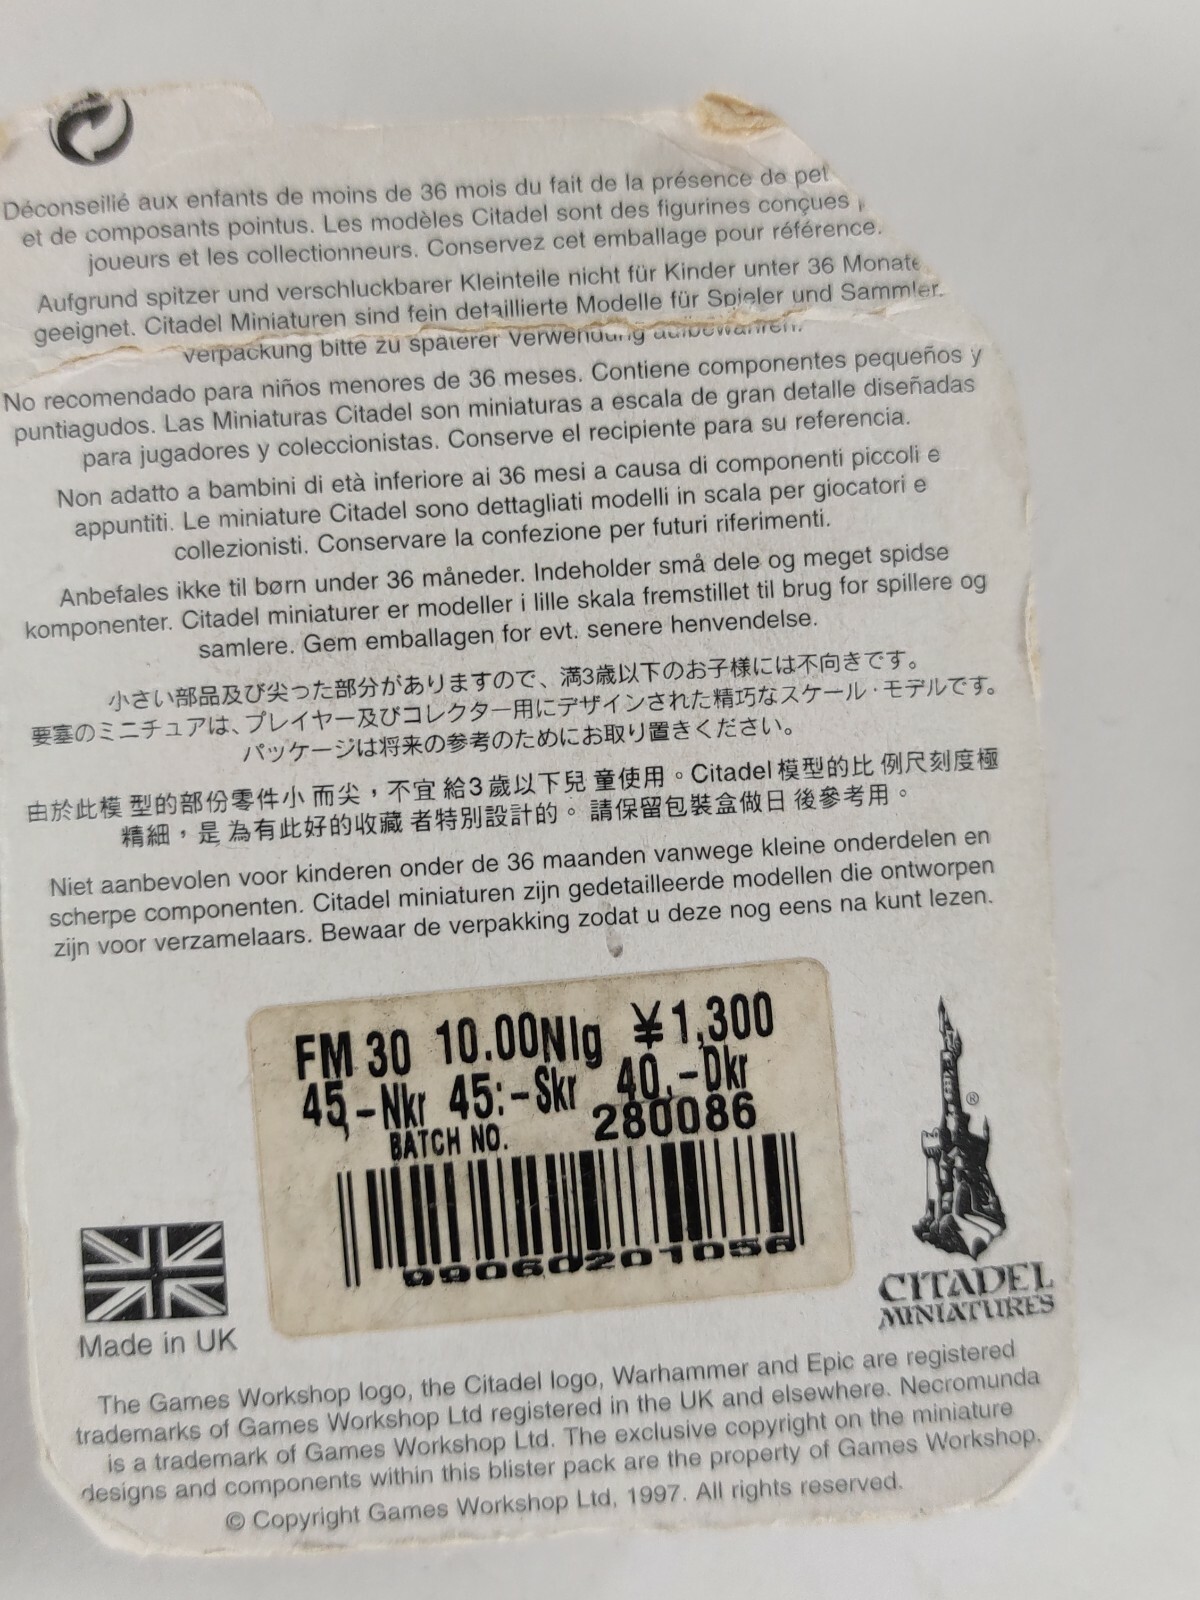 Déconseillé aux enfants de moins de 36 mois du fait de la présence de pet
et de composants pointus. Les modèles Citadel sont des figurines conçues
joueurs et les collectionneurs. Conservez cet emballage pour référence.
Aufgrund spitzer und verschluckbarer Kleinteile nicht für Kinder unter 36 Monate
geeignet. Citadel Miniaturen sind fein detaillierte Modelle für Spieler und Sammler.
verpackung bitte zu späterer Verwendung aufbewahren.
No recomendado para niños menores de 36 meses. Contiene componentes pequeños y
puntiagudos. Las Miniaturas Citadel son miniaturas a escala de gran detalle diseñadas
para jugadores y coleccionistas. Conserve el recipiente para su referencia.
Non adatto a bambini di età inferiore ai 36 mesi a causa di componenti piccoli e
appuntiti. Le miniature Citadel sono dettagliati modelli in scala per giocatori e
collezionisti. Conservare la confezione per futuri riferimenti.
Anbefales ikke til børn under 36 måneder. Indeholder små dele og meget spidse
komponenter. Citadel miniaturer er modeller i lille skala fremstillet til brug for spillere og
samlere. Gem emballagen for evt. senere henvendelse.
小さい部品及び尖った部分がありますので、満3歳以下のお子様には不向きです。
要塞のミニチュアは、プレイヤー及びコレクター用にデザインされた精巧なスケール・モデルです。
パッケージは将来の参考のためにお取り置きください。
由於此模 型的部份零件小 而尖，不宜 給3歲以下兒 童使用。Citadel模型的比 例尺刻度極
精細，是 為有此好的收藏 者特別設計的。 請保留包裝盒做日 後參考用。
Niet aanbevolen voor kinderen onder de 36 maanden vanwege kleine onderdelen en
scherpe componenten. Citadel miniaturen zijn gedetailleerde modellen die ontworpen
zijn voor verzamelaars. Bewaar de verpakking zodat u deze nog eens na kunt lezen.
FM 30 10.00Nlg ¥1,300
45,-Nkr 45:-Skr 40,-Dkr
BATCH NO. 280086
99060201056
®
CITADEL
MINIATURES
Made in UK
The Games Workshop logo, the Citadel logo, Warhammer and Epic are registered
trademarks of Games Workshop Ltd registered in the UK and elsewhere. Necromunda
is a trademark of Games Workshop Ltd. The exclusive copyright on the miniature
designs and components within this blister pack are the property of Games Workshop.
© Copyright Games Workshop Ltd, 1997. All rights reserved.